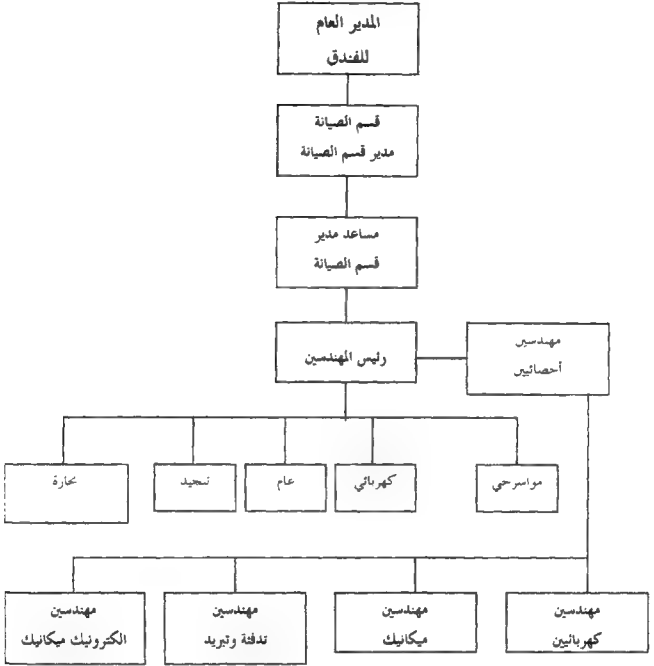 المدير العام
للفندق
قسم الصيانة
مدير قسم الصيانة
مساعد مدير
قسم الصيانة
رئيس المهندسين
مهندسين
أخصائيين
مواسرجي
كهربائي
عام
تنجيد
نجارة
مهندسين
كهربائيين
مهندسين
ميكانيك
مهندسين
تدفئة وتبريد
مهندسين
الكترونيك ميكانيك